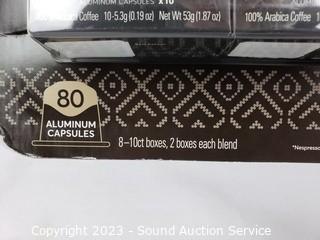 ALUMINUM CAPSULES x10
Coffee 10-5.3g (0.19 oz) Net Wt 53g (1.87 oz)
100% Arabica Coffee
80
ALUMINUM
CAPSULES
8–10ct boxes, 2 boxes each blend
*Nespresso
Copyright 2023 - Sound Auction Service